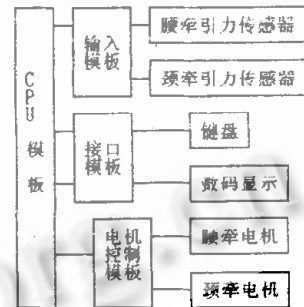 CPU
模
板
输入
模板
腰牵引力传感器
颈牵引力传感器
接口
模板
键盘
数码显示
电机
控制
模板
腰牵电机
颈牵电机